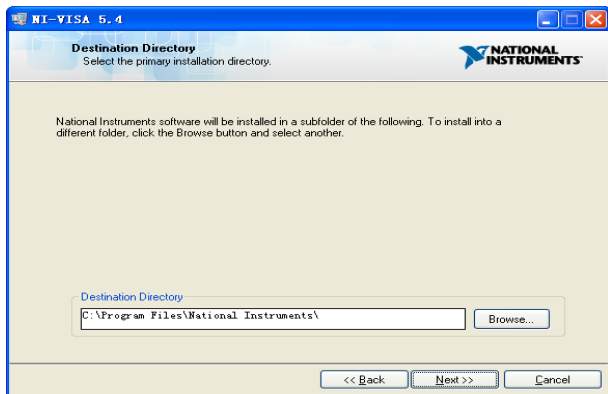 NI-VISA 5.4
Destination Directory
Select the primary installation directory.
NATIONAL
INSTRUMENTS
National Instruments software will be installed in a subfolder of the following. To install into a
different folder, click the Browse button and select another.
Destination Directory
C:\Program Files\National Instruments\
Browse...
<< Back
Next >>
Cancel